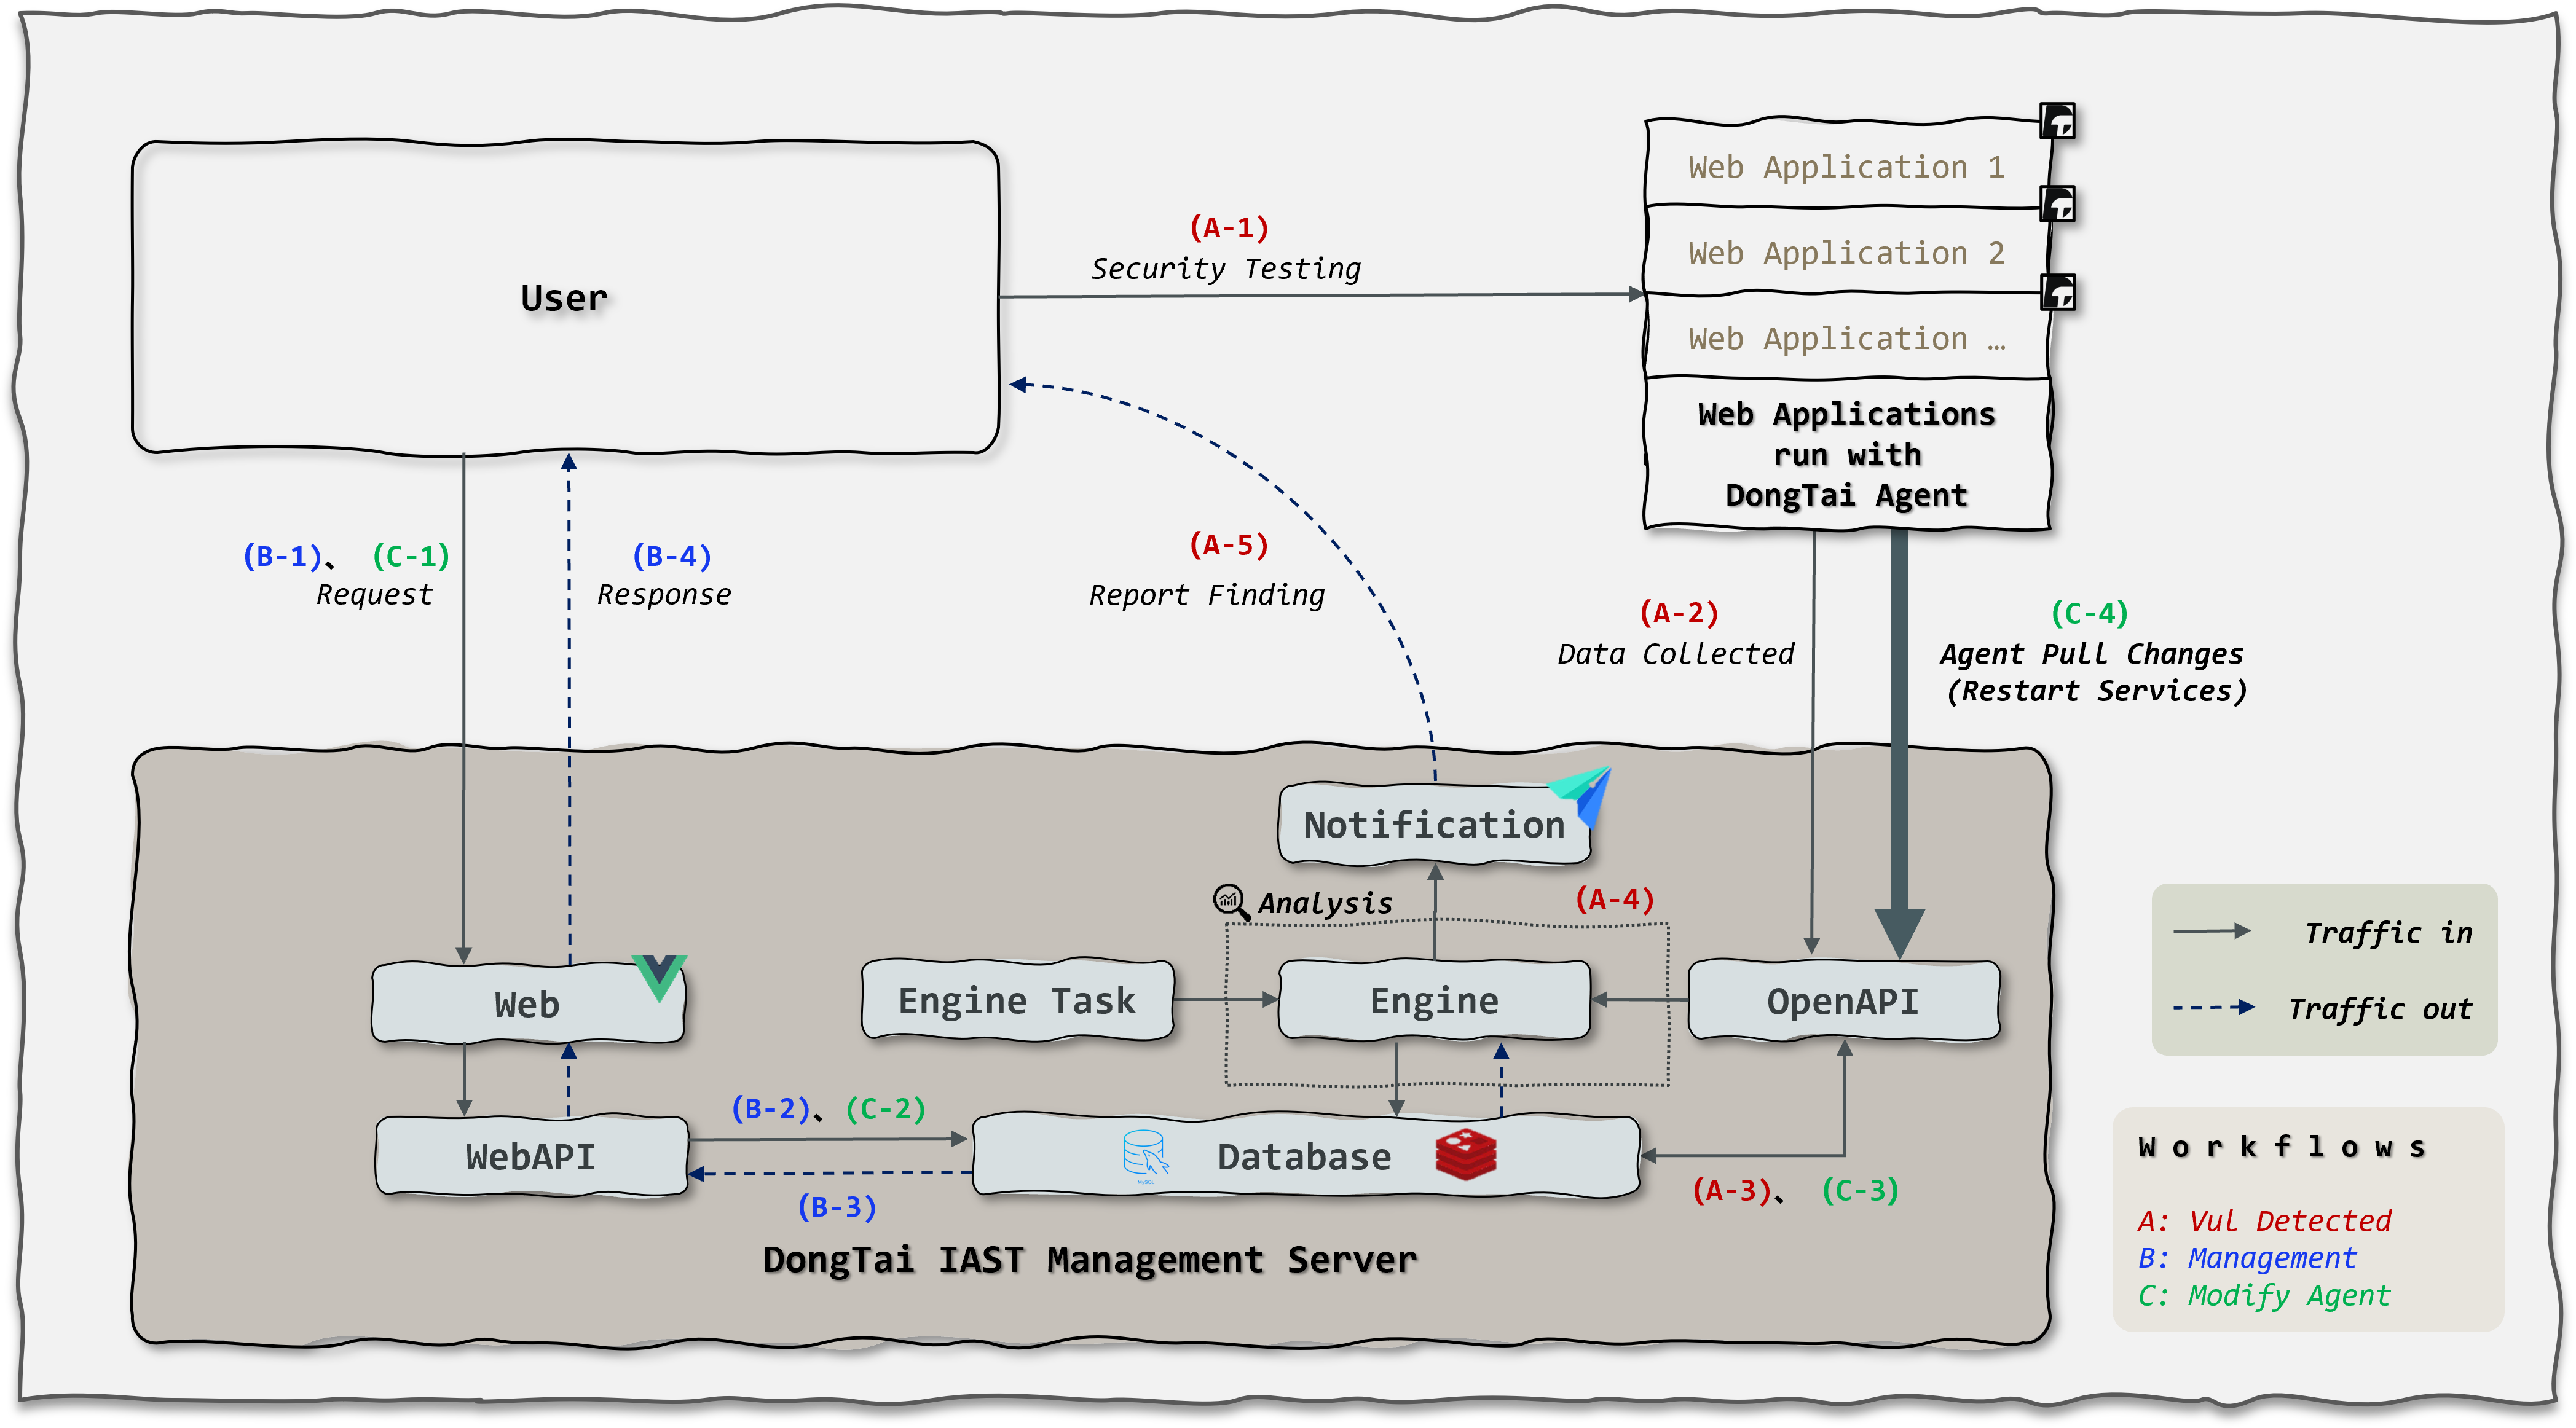 Web Application 1
Web Application 2
Web Application …
Web Applications
run with
DongTai Agent
User
(A-1)
Security Testing
(B-1)、 (C-1)
Request
(B-4)
Response
(A-5)
Report Finding
(A-2)
Data Collected
(C-4)
Agent Pull Changes
(Restart Services)
Notification
Analysis
(A-4)
Web
Engine Task
Engine
OpenAPI
WebAPI
(B-2)、(C-2)
(B-3)
MySQL
Database
(A-3)、 (C-3)
DongTai IAST Management Server
Traffic in
Traffic out
Workflows
A: Vul Detected
B: Management
C: Modify Agent